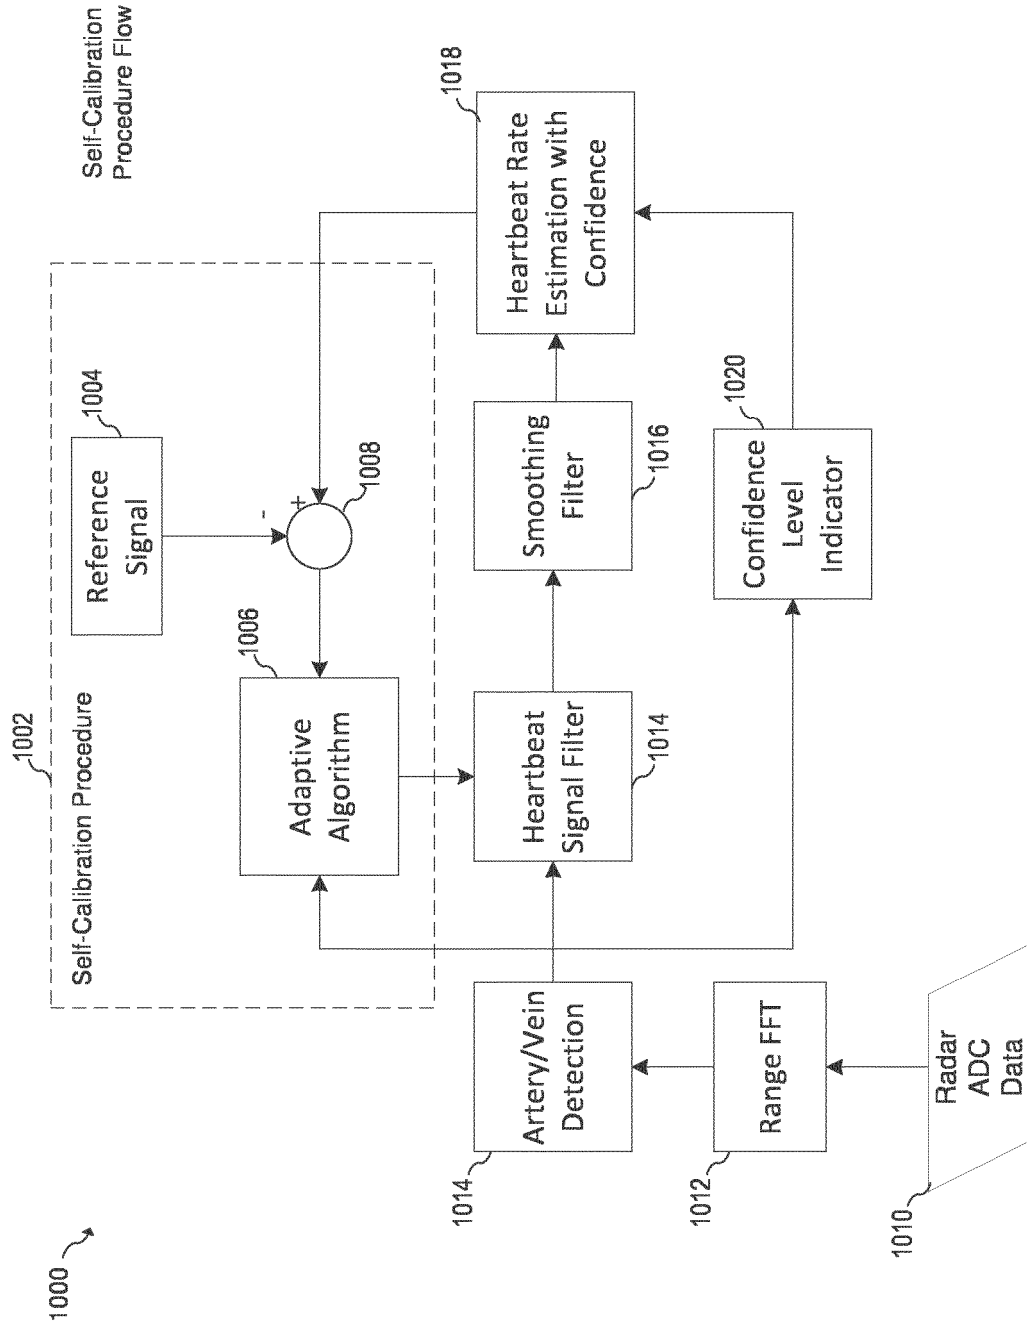 1000
Self-Calibration
Procedure Flow
1002
Self-Calibration Procedure
Reference
Signal
1004
-
+
1008
Adaptive
Algorithm
1006
Artery/Vein
Detection
1014
Heartbeat
Signal Filter
1014
Smoothing
Filter
1016
Heartbeat Rate
Estimation with
Confidence
1018
Range FFT
1012
Confidence
Level
Indicator
1020
Radar
ADC
Data
1010